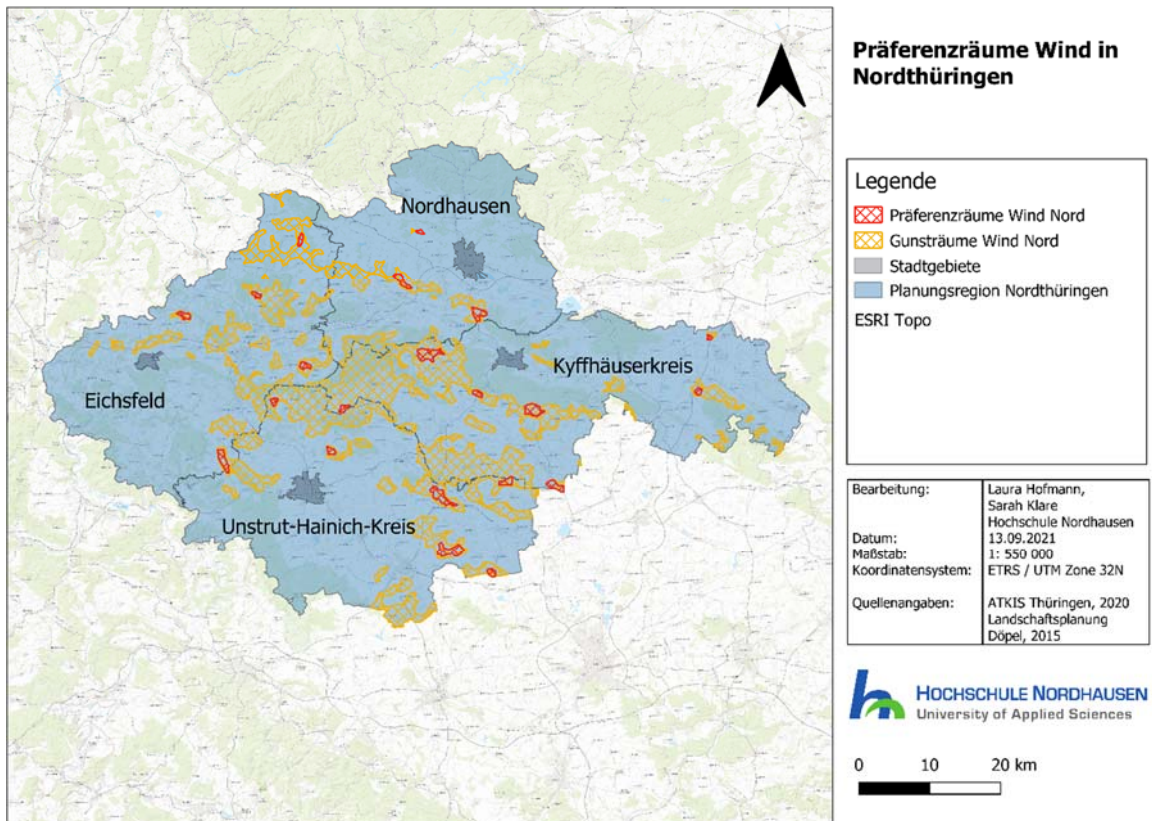 Präferenzräume Wind in
Nordthüringen
Nordhausen
Kyffhäuserkreis
Eichsfeld
Unstrut-Hainich-Kreis
Legende
Präferenzräume Wind Nord
Gunsträume Wind Nord
Stadtgebiete
Planungsregion Nordthüringen
ESRI Topo
Bearbeitung: Laura Hofmann,
Sarah Klare
Hochschule Nordhausen
Datum: 13.09.2021
Maßstab: 1: 550 000
Koordinatensystem: ETRS / UTM Zone 32N
Quellenangaben: ATKIS Thüringen, 2020
Landschaftsplanung
Döpel, 2015
HOCHSCHULE NORDHAUSEN
University of Applied Sciences
0 10 20 km